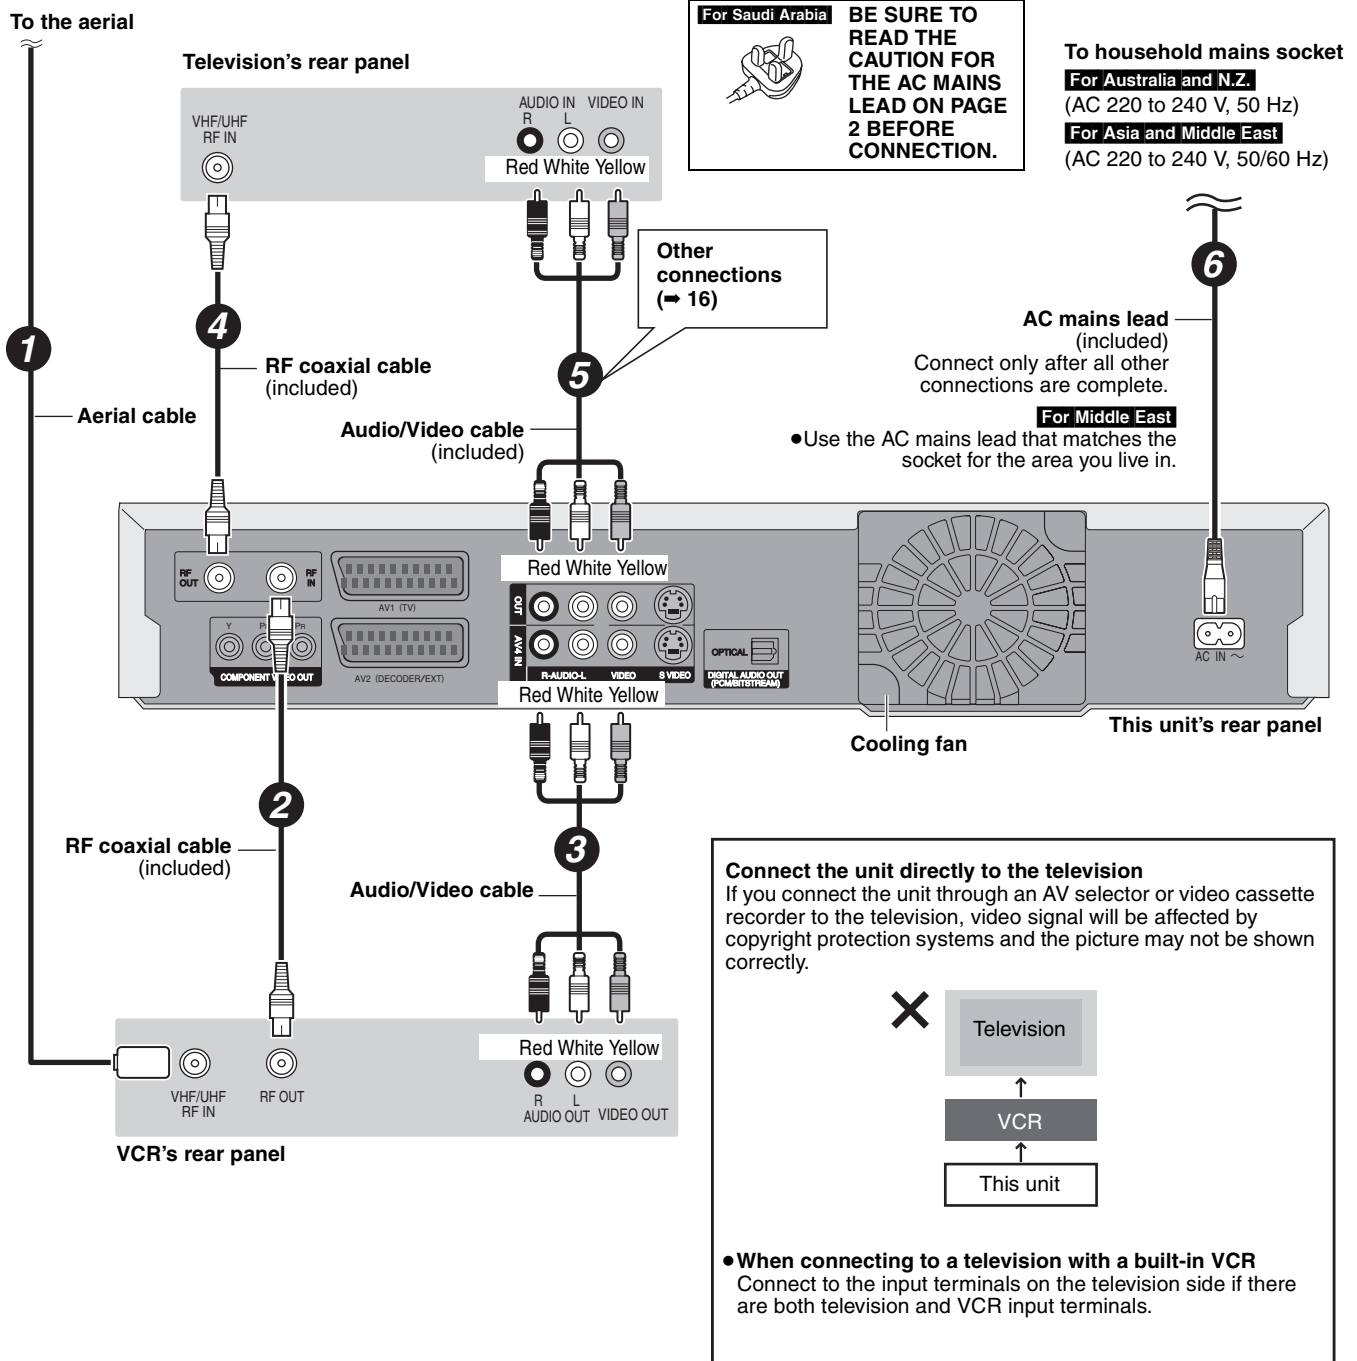 To the aerial
Television's rear panel
VHF/UHF
RF IN
AUDIO IN VIDEO IN
R L
Red White Yellow
For Saudi Arabia
BE SURE TO
READ THE
CAUTION FOR
THE AC MAINS
LEAD ON PAGE
2 BEFORE
CONNECTION.
To household mains socket
For Australia and N.Z.
(AC 220 to 240 V, 50 Hz)
For Asia and Middle East
(AC 220 to 240 V, 50/60 Hz)
Other
connections
(➡ 16)
1
4
5
6
RF coaxial cable
(included)
Aerial cable
Audio/Video cable
(included)
AC mains lead
(included)
Connect only after all other
connections are complete.
For Middle East
●Use the AC mains lead that matches the
socket for the area you live in.
RF
OUT
RF
IN
AV1 (TV)
Y P PR
COMPONENT VIDEO OUT
AV2 (DECODER/EXT)
Red White Yellow
OUT
AV4 IN
R-AUDIO-L VIDEO S VIDEO
OPTICAL
DIGITAL AUDIO OUT
(PCM/BITSTREAM)
Red White Yellow
AC IN ~
Cooling fan
This unit's rear panel
2
3
RF coaxial cable
(included)
Audio/Video cable
Red White Yellow
VHF/UHF
RF IN
RF OUT
R L
AUDIO OUT VIDEO OUT
VCR's rear panel
Connect the unit directly to the television
If you connect the unit through an AV selector or video cassette
recorder to the television, video signal will be affected by
copyright protection systems and the picture may not be shown
correctly.
Television
VCR
This unit
●When connecting to a television with a built-in VCR
Connect to the input terminals on the television side if there
are both television and VCR input terminals.